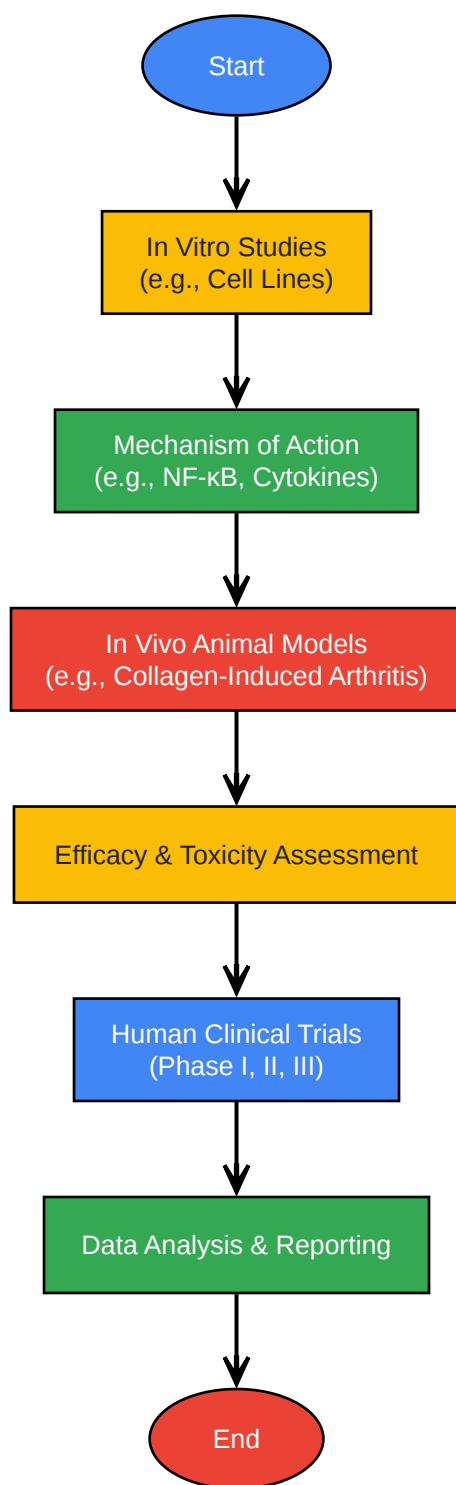 Start
In Vitro Studies
(e.g., Cell Lines)
Mechanism of Action
(e.g., NF-κB, Cytokines)
In Vivo Animal Models
(e.g., Collagen-Induced Arthritis)
Efficacy & Toxicity Assessment
Human Clinical Trials
(Phase I, II, III)
Data Analysis & Reporting
End